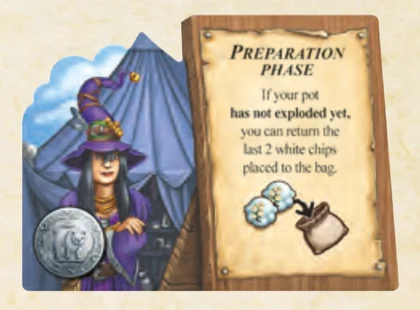 PREPARATION
PHASE
If your pot
has not exploded yet,
you can return the
last 2 white chips
placed to the bag.